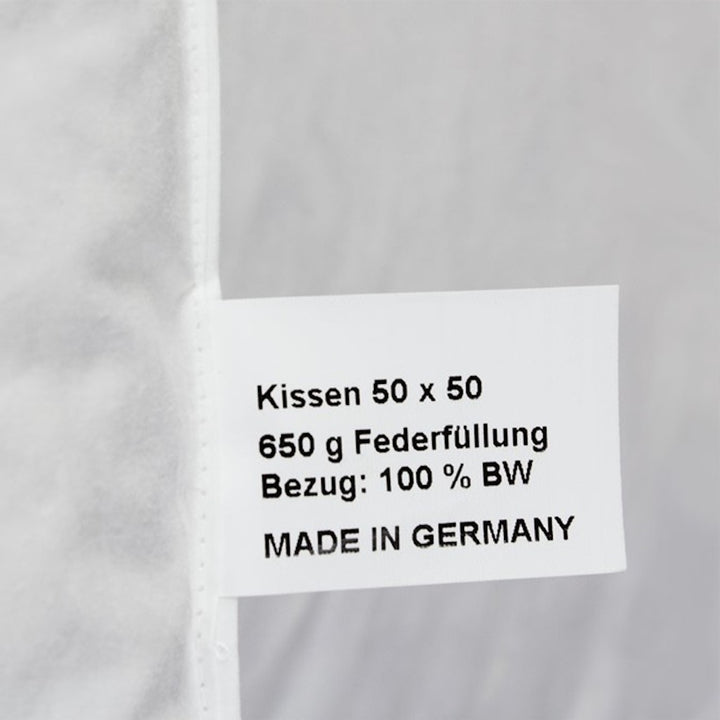 Kissen 50 x 50
650 g Federfüllung
Bezug: 100 % BW
MADE IN GERMANY